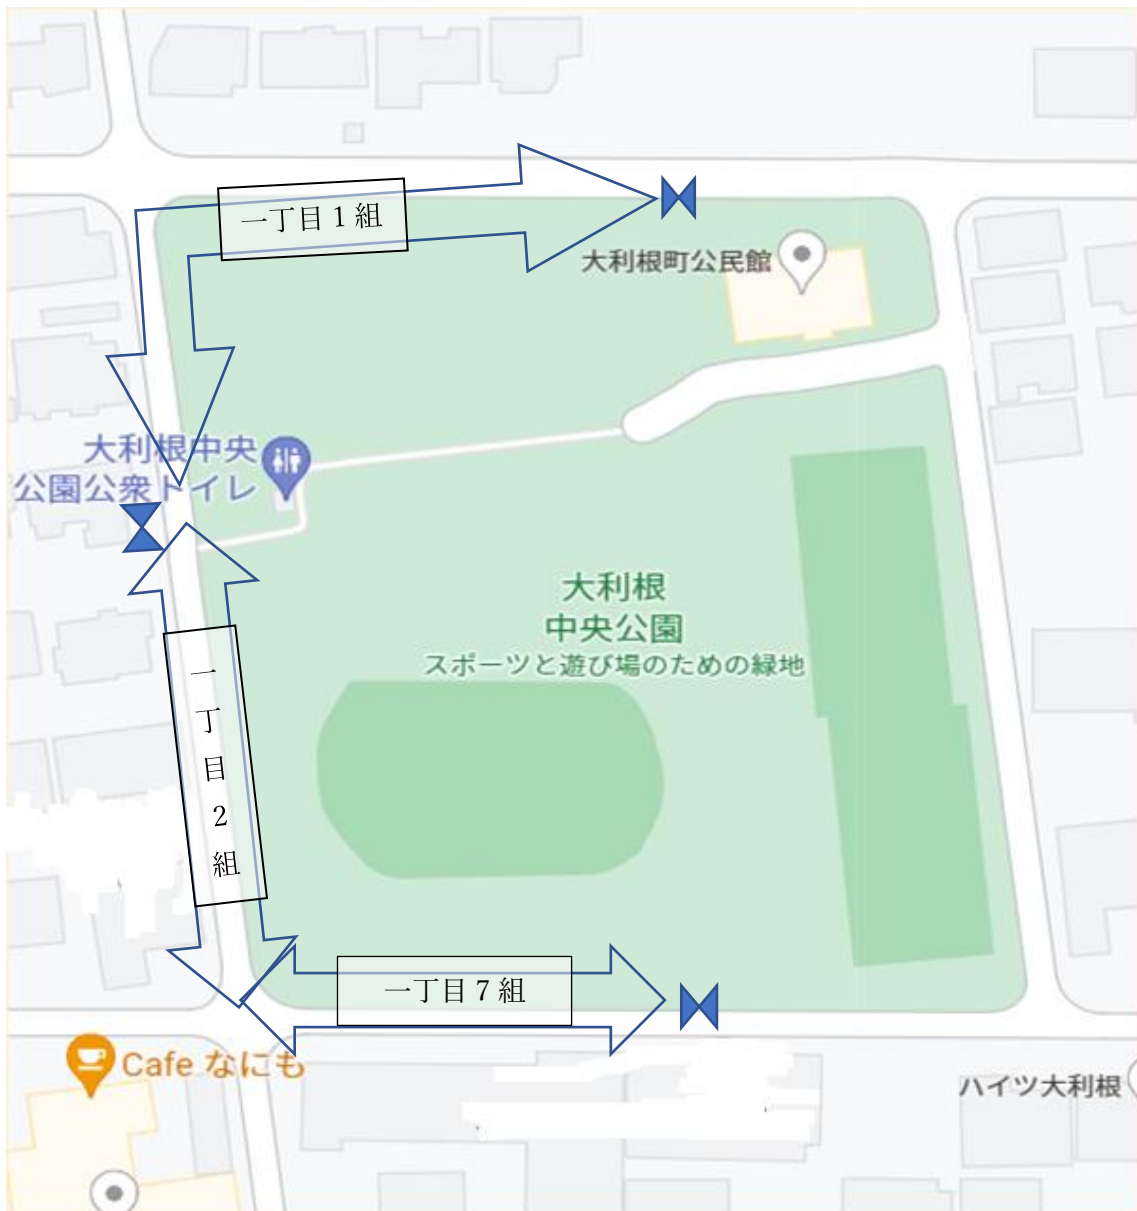 一丁目1組
大利根町公民館
大利根中央
公園公衆トイレ
大利根
中央公園
スポーツと遊び場のための緑地
一丁目2組
一丁目7組
Cafe なにも
ハイツ大利根